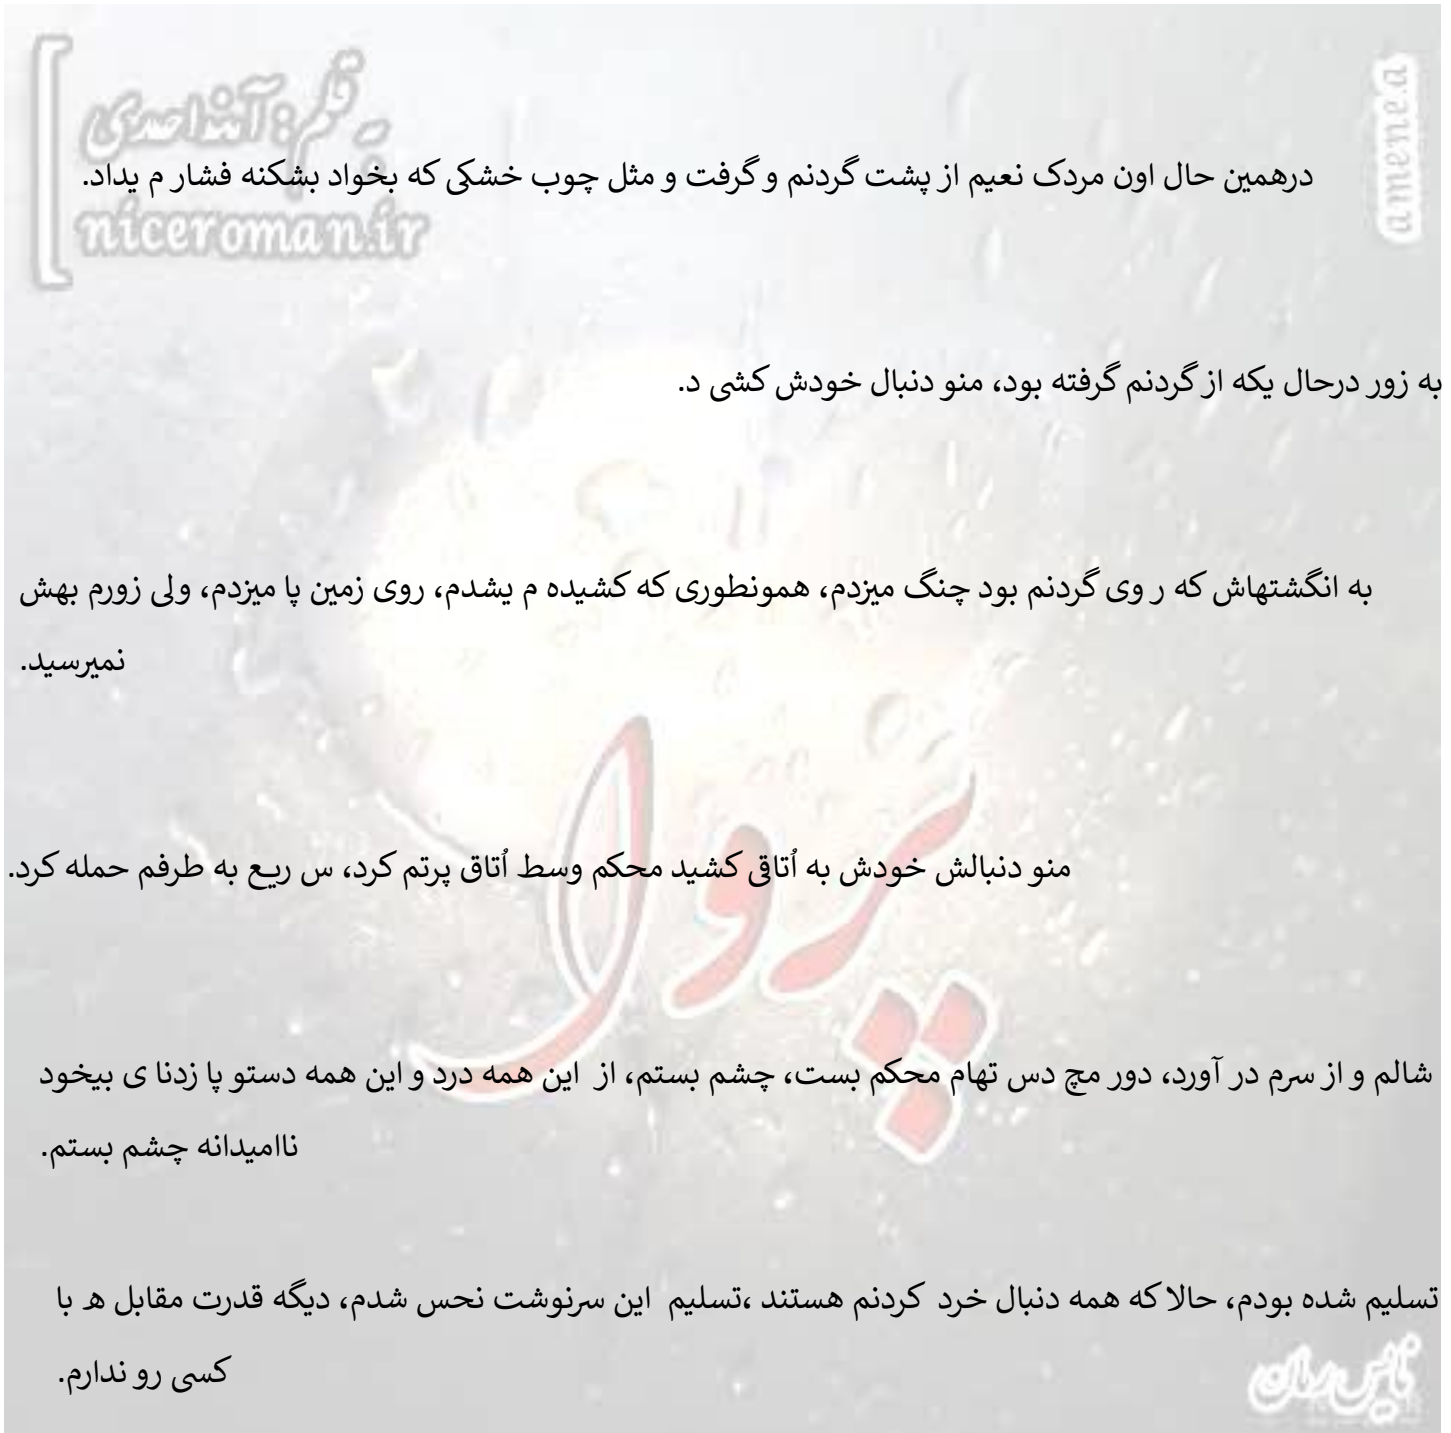 قلم: آمنه احمدی
niceroman.ir
amene.a
درهمین حال اون مردک نعیم از پشت گردنم و گرفت و مثل چوب خشکی که بخواد بشکنه فشار م یداد.
به زور درحال یکه از گردنم گرفته بود، منو دنبال خودش کشی د.
به انگشتهاش که ر وی گردنم بود چنگ میزدم، همونطوری که کشیده م یشدم، روی زمین پا میزدم، ولی زورم بهش
نمیرسید.
پروا
منو دنبالش خودش به اُتاقی کشید محکم وسط اُتاق پرتم کرد، س ریع به طرفم حمله کرد.
شالم و از سرم در آورد، دور مچ دس تهام محکم بست، چشم بستم، از این همه درد و این همه دستو پا زدنا ی بیخود
ناامیدانه چشم بستم.
تسلیم شده بودم، حالا که همه دنبال خرد کردنم هستند ،تسلیم این سرنوشت نحس شدم، دیگه قدرت مقابل ه با
کسی رو ندارم.
نایس رمان